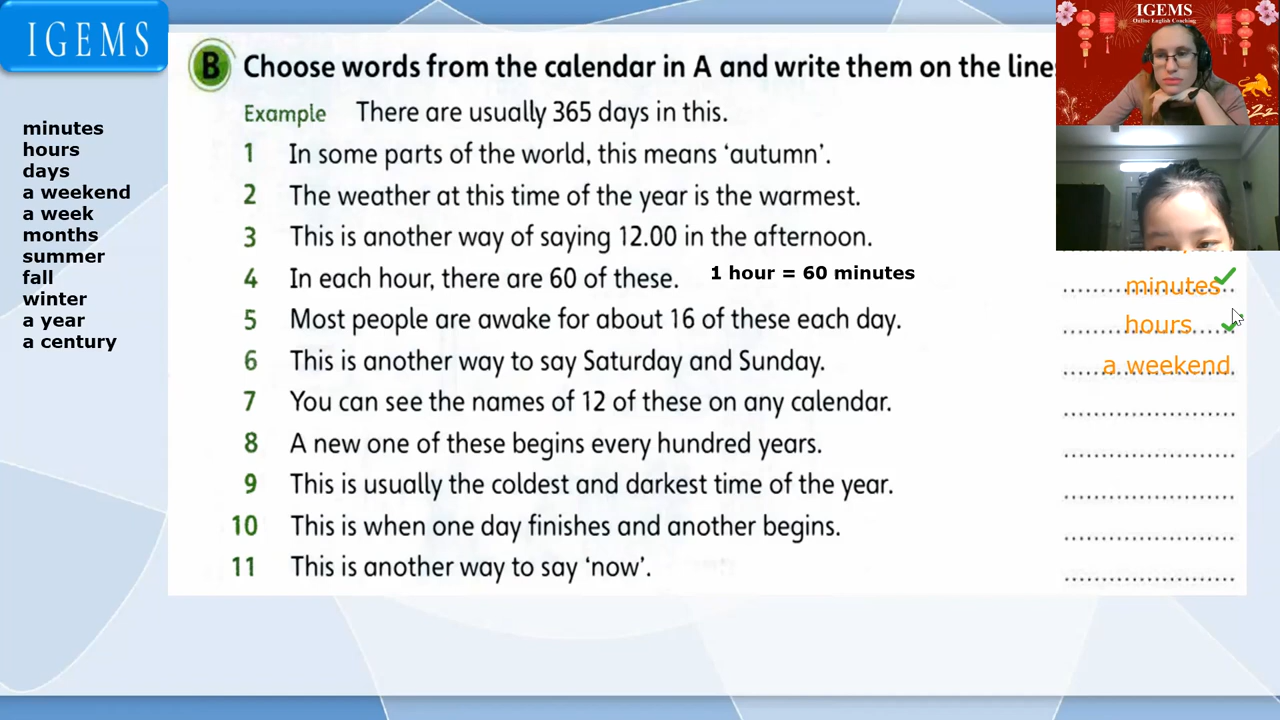 IGEMS
IGEMS
Online English Coaching
B Choose words from the calendar in A and write them on the line
Example There are usually 365 days in this.
1 In some parts of the world, this means ‘autumn’.
2 The weather at this time of the year is the warmest.
3 This is another way of saying 12.00 in the afternoon.
4 In each hour, there are 60 of these. 1 hour = 60 minutes minutes
5 Most people are awake for about 16 of these each day. hours
6 This is another way to say Saturday and Sunday. a weekend
7 You can see the names of 12 of these on any calendar.
8 A new one of these begins every hundred years.
9 This is usually the coldest and darkest time of the year.
10 This is when one day finishes and another begins.
11 This is another way to say ‘now’.
minutes
hours
days
a weekend
a week
months
summer
fall
winter
a year
a century